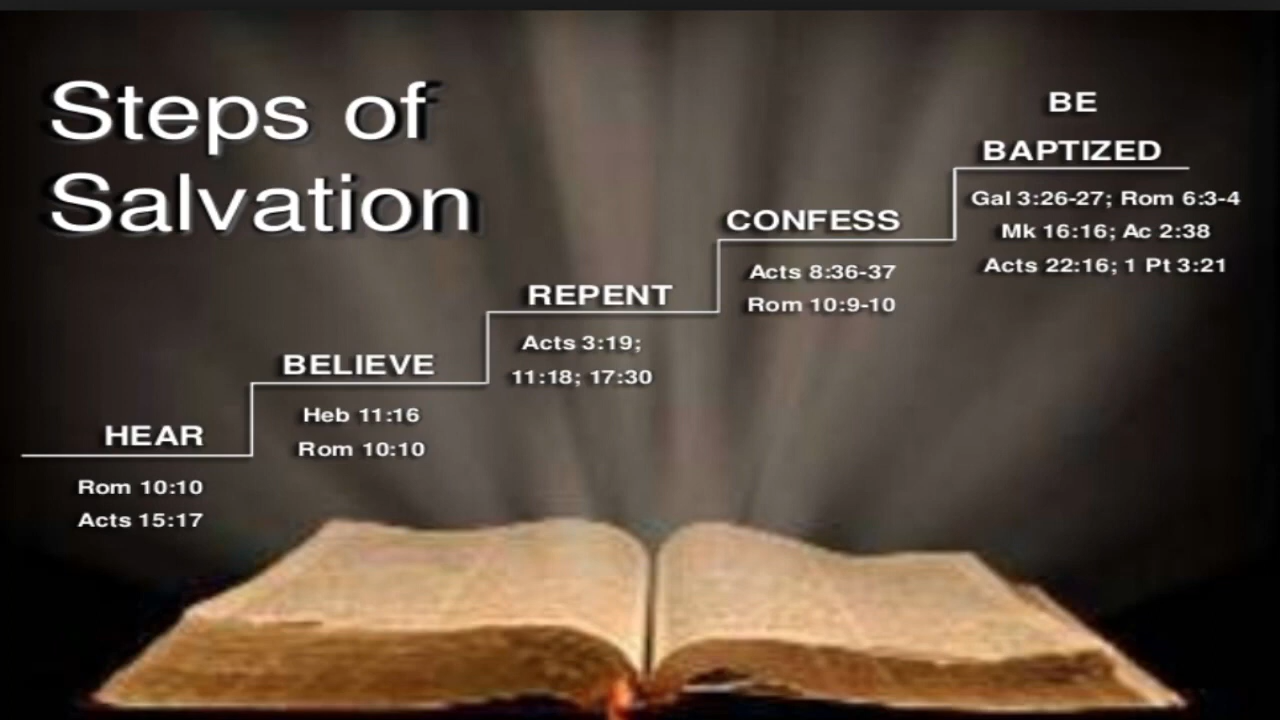 Steps of
Salvation
HEAR
Rom 10:10
Acts 15:17
BELIEVE
Heb 11:16
Rom 10:10
REPENT
Acts 3:19;
11:18; 17:30
CONFESS
Acts 8:36-37
Rom 10:9-10
BE
BAPTIZED
Gal 3:26-27; Rom 6:3-4
Mk 16:16; Ac 2:38
Acts 22:16; 1 Pt 3:21